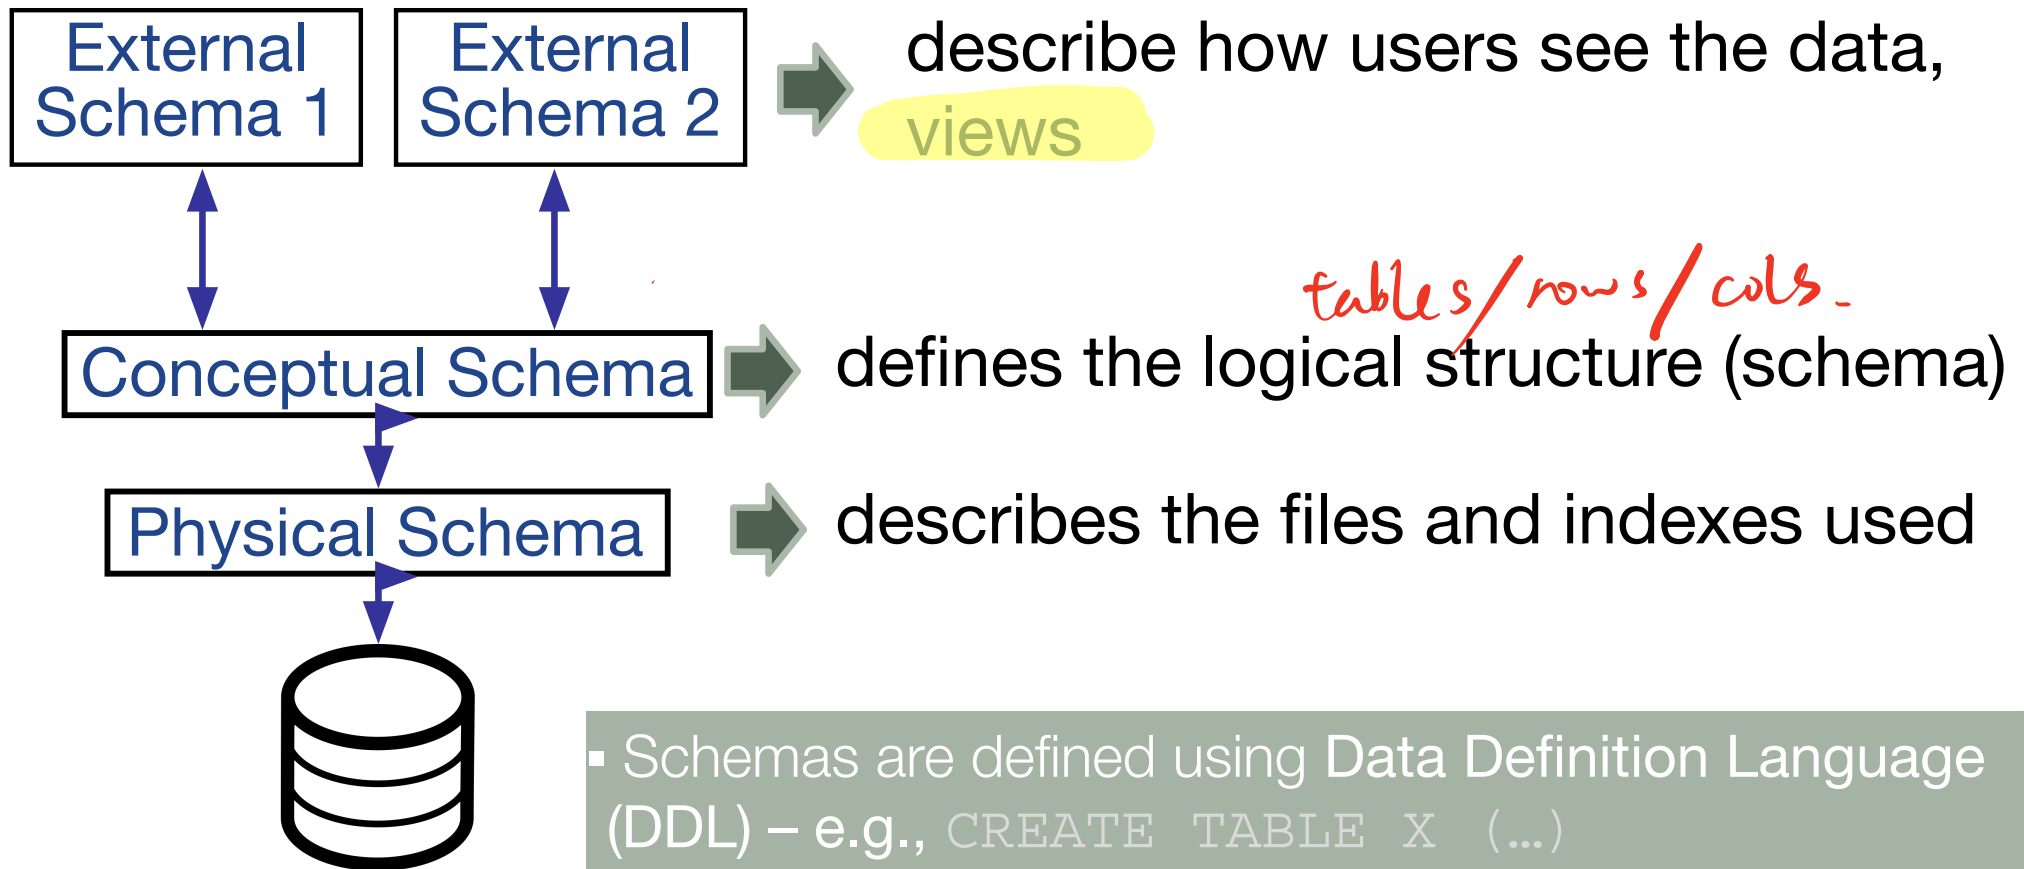 External
Schema 1
External
Schema 2
describe how users see the data,
views
tables/rows/cols.
Conceptual Schema
defines the logical structure (schema)
Physical Schema
describes the files and indexes used
▪ Schemas are defined using Data Definition Language
(DDL) – e.g., CREATE TABLE X (…)